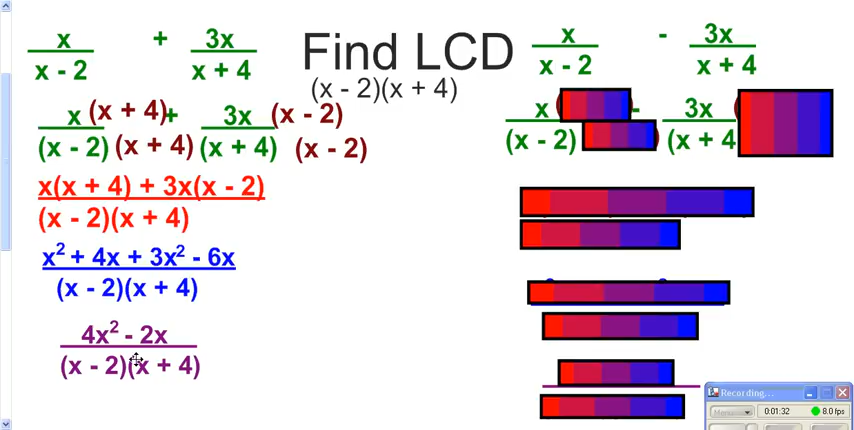 Find LCD
(x - 2)(x + 4)
x + 3x
x - 2 x + 4
x (x + 4) + 3x (x - 2)
(x - 2) (x + 4) (x + 4) (x - 2)
x(x + 4) + 3x(x - 2)
(x - 2)(x + 4)
x² + 4x + 3x² - 6x
(x - 2)(x + 4)
4x² - 2x
(x - 2)(x + 4)
x - 3x
x - 2 x + 4
x - 3x
(x - 2) (x + 4
Recording...
Menu 0:01:32 8.0 fps